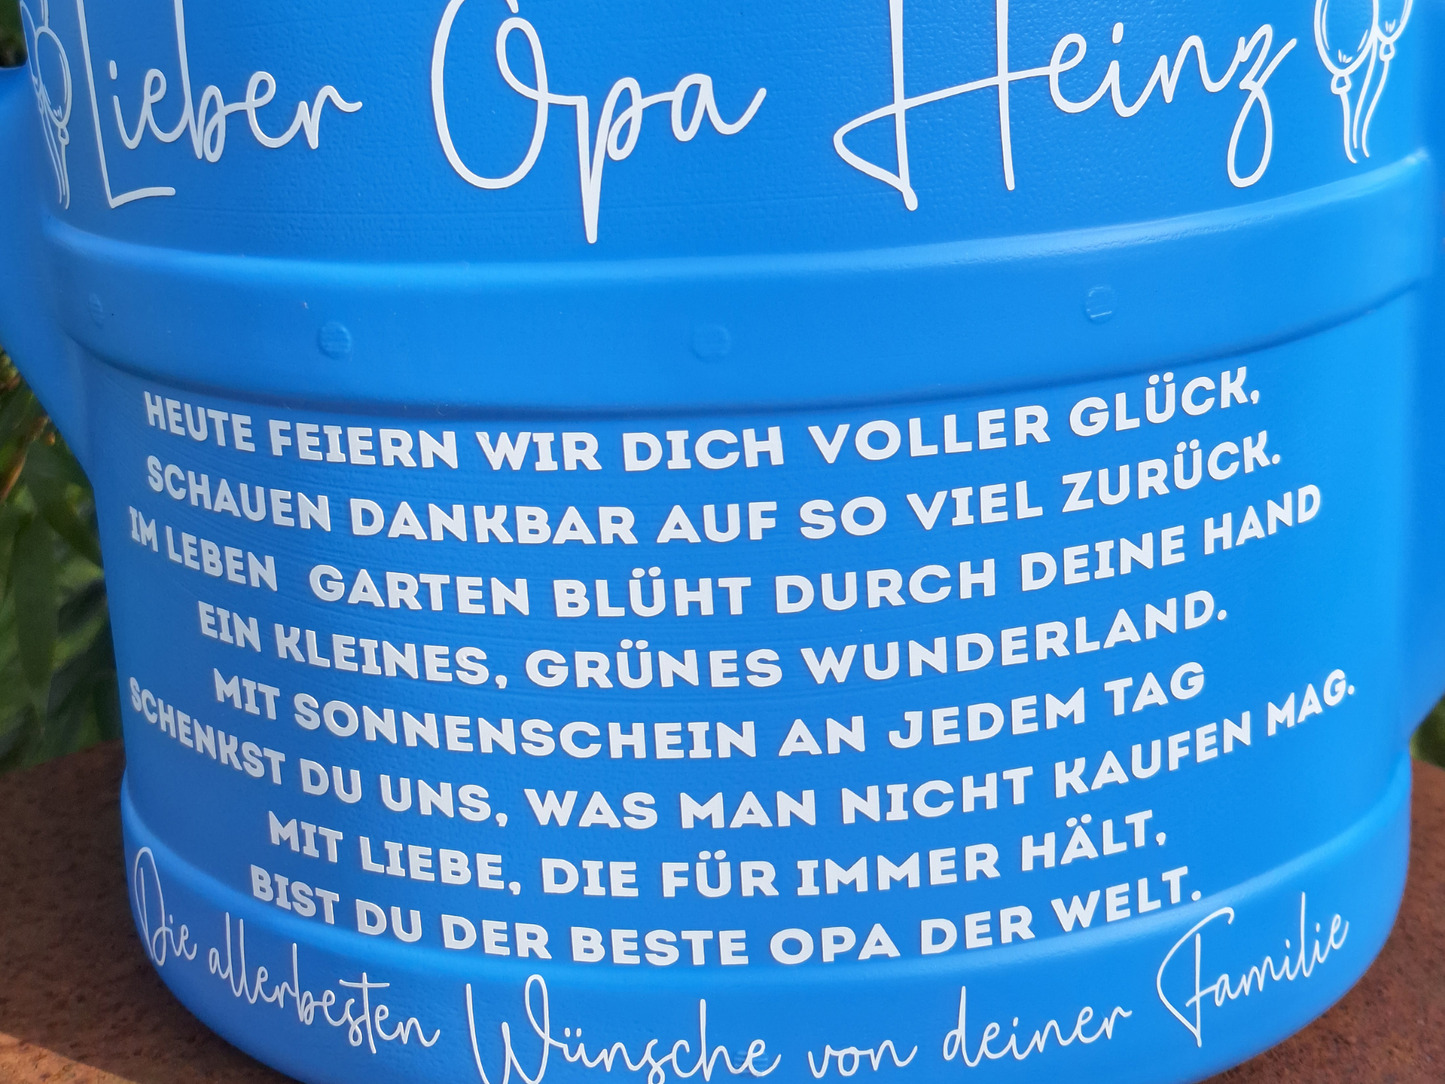 Lieber Opa Heinz
HEUTE FEIERN WIR DICH VOLLER GLÜCK,
SCHAUEN DANKBAR AUF SO VIEL ZURÜCK.
IM LEBEN GARTEN BLÜHT DURCH DEINE HAND
EIN KLEINES, GRÜNES WUNDERLAND.
MIT SONNENSCHEIN AN JEDEM TAG
SCHENKST DU UNS, WAS MAN NICHT KAUFEN MAG.
MIT LIEBE, DIE FÜR IMMER HÄLT,
BIST DU DER BESTE OPA DER WELT.
Die allerbesten Wünsche von deiner Familie